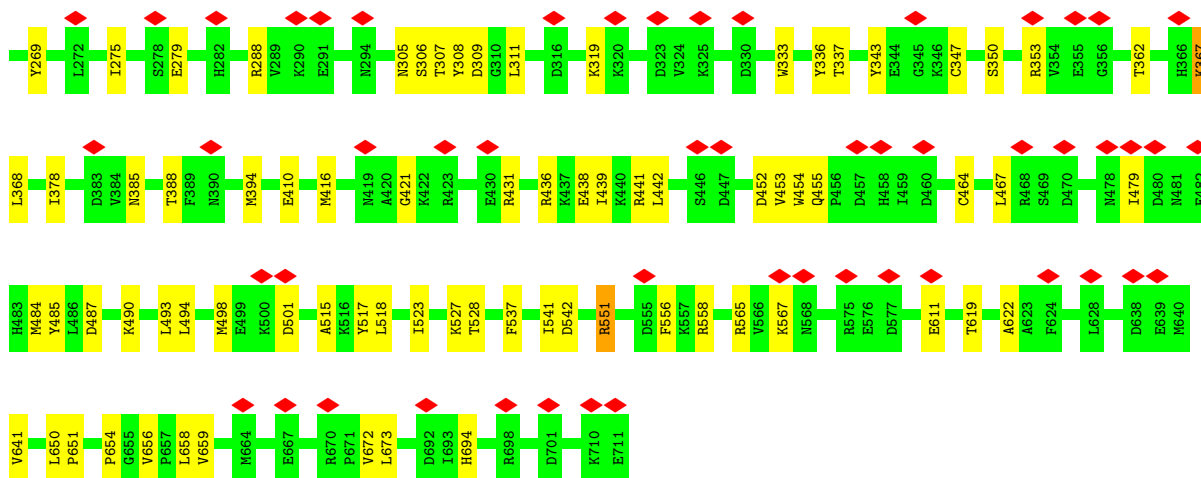 Y269 L272 I275 S278 E279 H282 R288 V289 K290 E291 N294 N305 S306 T307 Y308 D309 G310 L311 D316 K319 K320 D323 V324 K325 D330 W333 Y336 T337 Y343 E344 G345 K346 C347 S350 R353 V354 E355 G356 T362 H366 K367
L368 I378 D383 V384 N385 T388 F389 N390 M394 E410 M416 N419 A420 G421 K422 R423 E430 R431 R436 K437 E438 I439 K440 R441 L442 S446 D447 D452 V453 W454 Q455 P456 D457 H458 I459 D460 C464 L467 R468 S469 D470 N478 I479 D480 N481 E482
H483 M484 Y485 L486 D487 K490 L493 L494 M498 E499 K500 D501 A515 K516 Y517 L518 I523 K527 T528 F537 I541 D542 R551 D555 F556 K557 R558 R565 V566 K567 N568 R575 E576 D577 E611 T619 A622 A623 F624 L628 D638 E639 M640
V641 L650 P651 P654 G655 V656 P657 L658 V659 M664 E667 R670 P671 V672 L673 D692 I693 H694 R698 D701 K710 E711